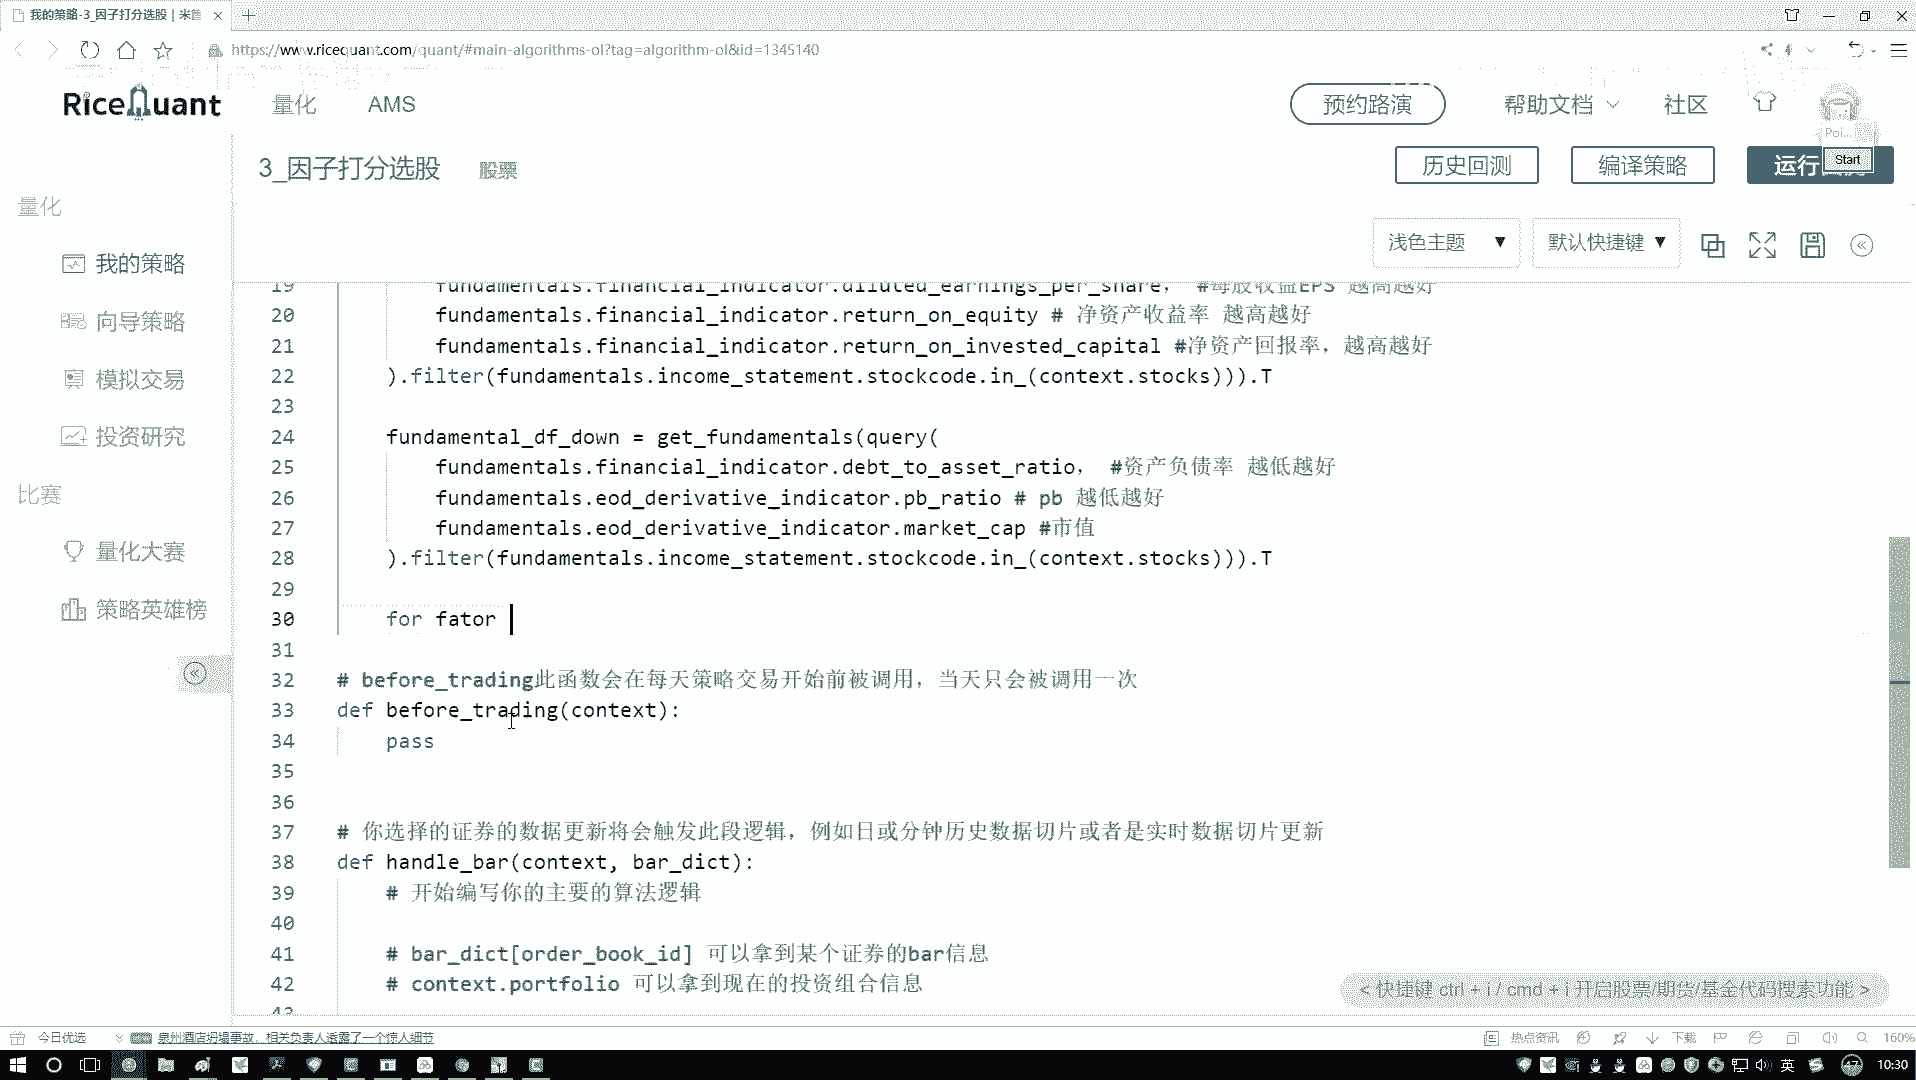 我的策略-3_因子打分选股 | 米筐
https://www.ricequant.com/quant/#main-algorithms-ol?tag=algorithm-ol&id=1345140
RiceQuant 量化 AMS 预约路演 帮助文档 社区
Poi...
Start
3_因子打分选股 股票 历史回测 编译策略 运行
量化
浅色主题 默认快捷键
我的策略
向导策略
模拟交易
投资研究
比赛
量化大赛
策略英雄榜
19 fundamentals.financial_indicator.diluted_earnings_per_share, #每股收益EPS 越高越好
20 fundamentals.financial_indicator.return_on_equity # 净资产收益率 越高越好
21 fundamentals.financial_indicator.return_on_invested_capital #净资产回报率,越高越好
22 ).filter(fundamentals.income_statement.stockcode.in_(context.stocks))).T
23
24 fundamental_df_down = get_fundamentals(query(
25 fundamentals.financial_indicator.debt_to_asset_ratio, #资产负债率 越低越好
26 fundamentals.eod_derivative_indicator.pb_ratio # pb 越低越好
27 fundamentals.eod_derivative_indicator.market_cap #市值
28 ).filter(fundamentals.income_statement.stockcode.in_(context.stocks))).T
29
30 for fator
31
32 # before_trading此函数会在每天策略交易开始前被调用,当天只会被调用一次
33 def before_trading(context):
34 pass
35
36
37 # 你选择的证券的数据更新将会触发此段逻辑,例如日或分钟历史数据切片或者是实时数据切片更新
38 def handle_bar(context, bar_dict):
39 # 开始编写你的主要的算法逻辑
40
41 # bar_dict[order_book_id] 可以拿到某个证券的bar信息
42 # context.portfolio 可以拿到现在的投资组合信息
43
< 快捷键 ctrl + i / cmd + i 开启股票/期货/基金代码搜索功能 >
今日优选 泉州酒店坍塌事故,相关负责人透露了一个惊人细节 热点资讯 下载 160%
英 47 10:30